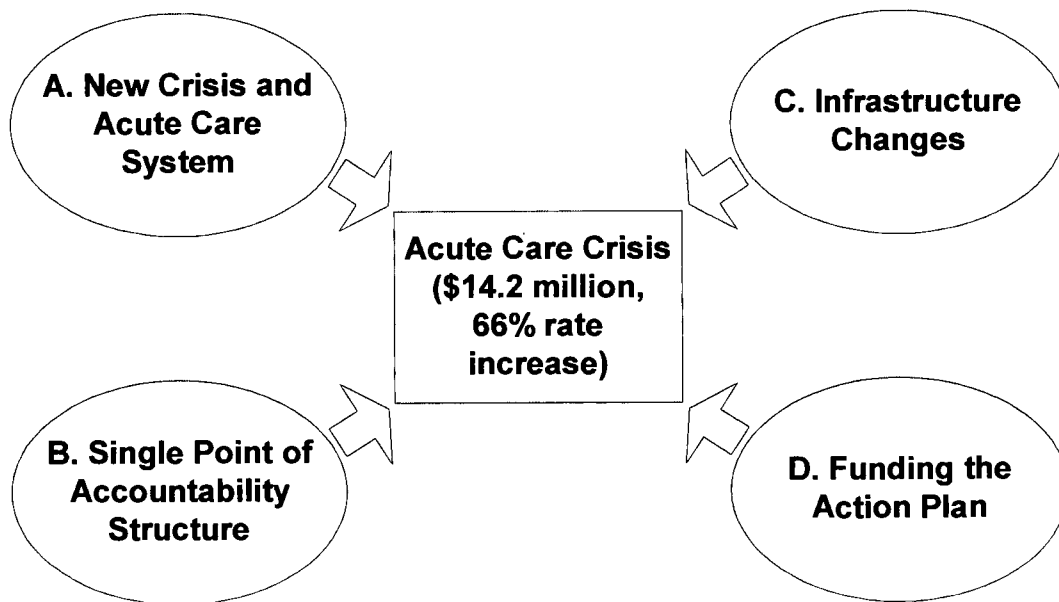 A. New Crisis and
Acute Care
System
C. Infrastructure
Changes
Acute Care Crisis
($14.2 million,
66% rate
increase)
B. Single Point of
Accountability
Structure
D. Funding the
Action Plan